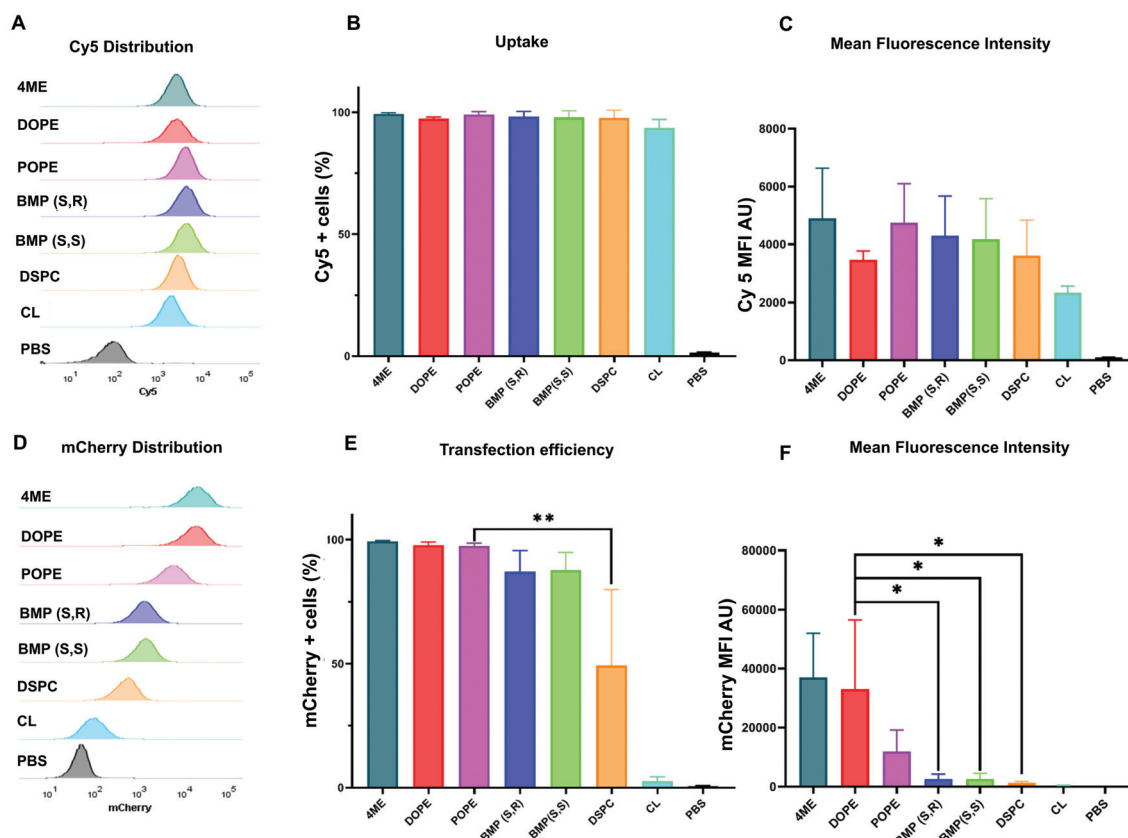 A
Cy5 Distribution
4ME
DOPE
POPE
BMP (S,R)
BMP (S,S)
DSPC
CL
PBS
10¹ 10² 10³ 10⁴ 10⁵
Cy5
B
Uptake
Cy5 + cells (%)
100
50
0
4ME DOPE POPE BMP (S,R) BMP(S,S) DSPC CL PBS
C
Mean Fluorescence Intensity
Cy 5 MFI AU)
8000
6000
4000
2000
0
4ME DOPE POPE BMP (S,R) BMP(S,S) DSPC CL PBS
D
mCherry Distribution
4ME
DOPE
POPE
BMP (S,R)
BMP (S,S)
DSPC
CL
PBS
10¹ 10² 10³ 10⁴ 10⁵
mCherry
E
Transfection efficiency
mCherry + cells (%)
100
50
0
**
4ME DOPE POPE BMP (S,R) BMP(S,S) DSPC CL PBS
F
Mean Fluorescence Intensity
mCherry MFI AU)
80000
60000
40000
20000
0
*
*
*
4ME DOPE POPE BMP (S,R) BMP(S,S) DSPC CL PBS